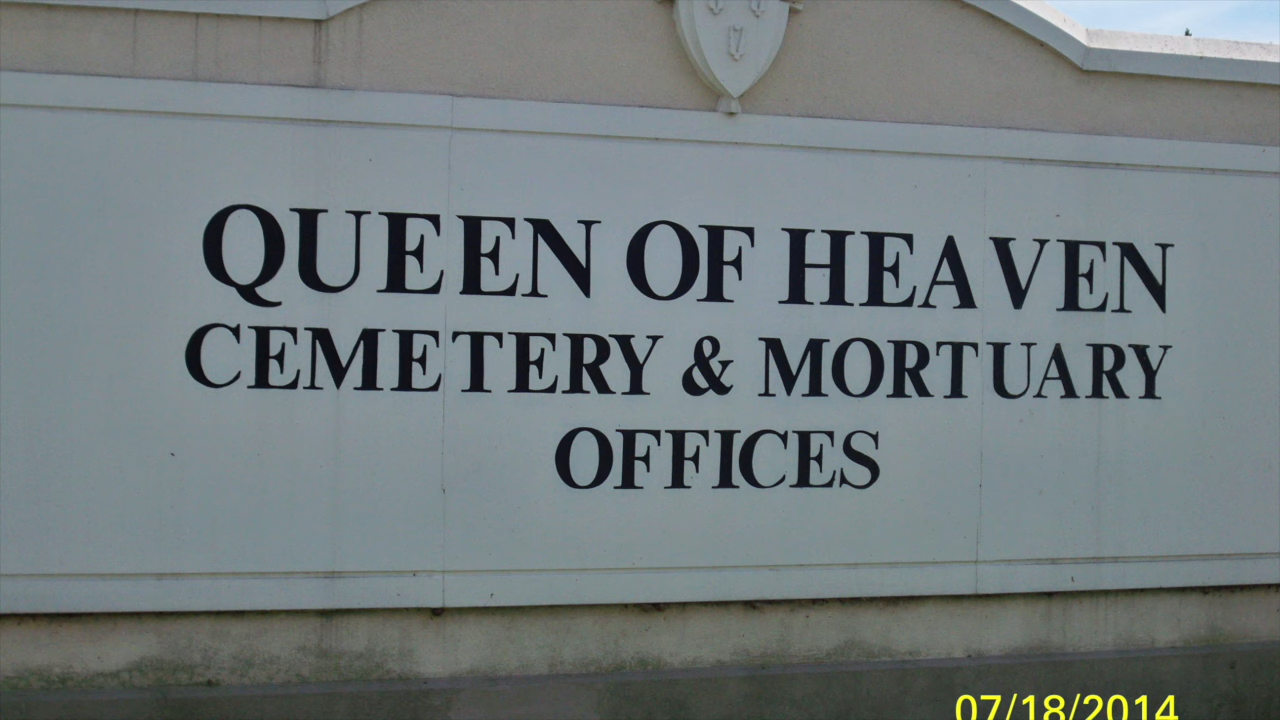 QUEEN OF HEAVEN
CEMETERY & MORTUARY
OFFICES
07/18/2014